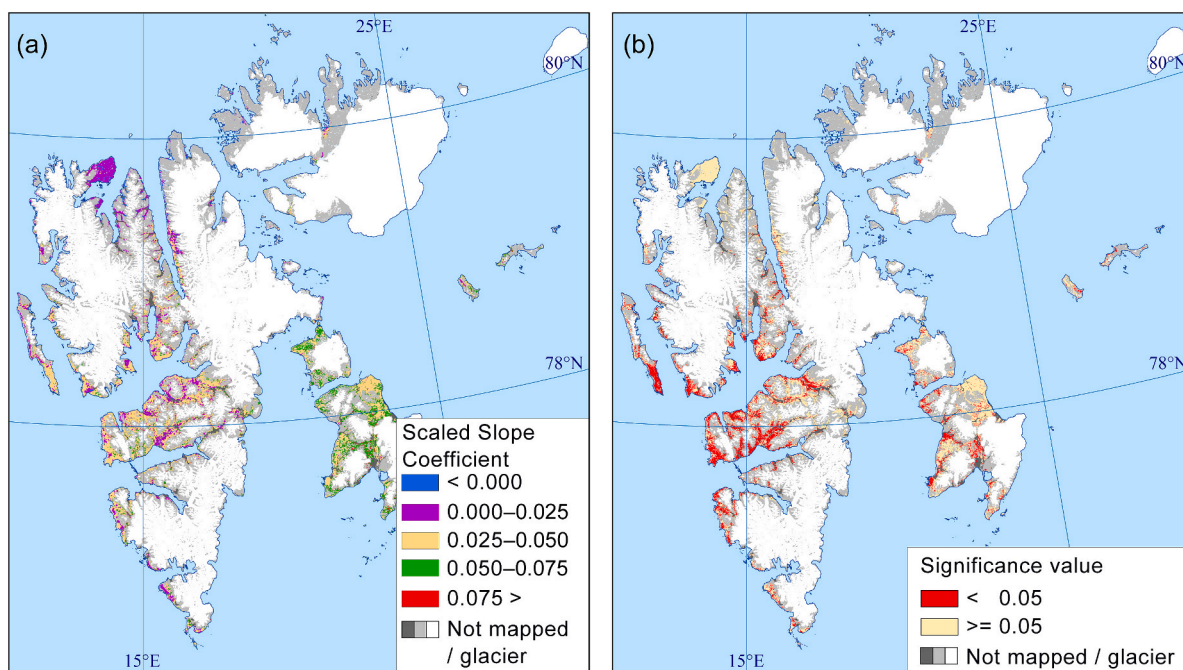 (a)
25°E
80°N
78°N
Scaled Slope
Coefficient
< 0.000
0.000–0.025
0.025–0.050
0.050–0.075
0.075 >
Not mapped
/ glacier
15°E
(b)
25°E
80°N
78°N
Significance value
< 0.05
>= 0.05
Not mapped / glacier
15°E